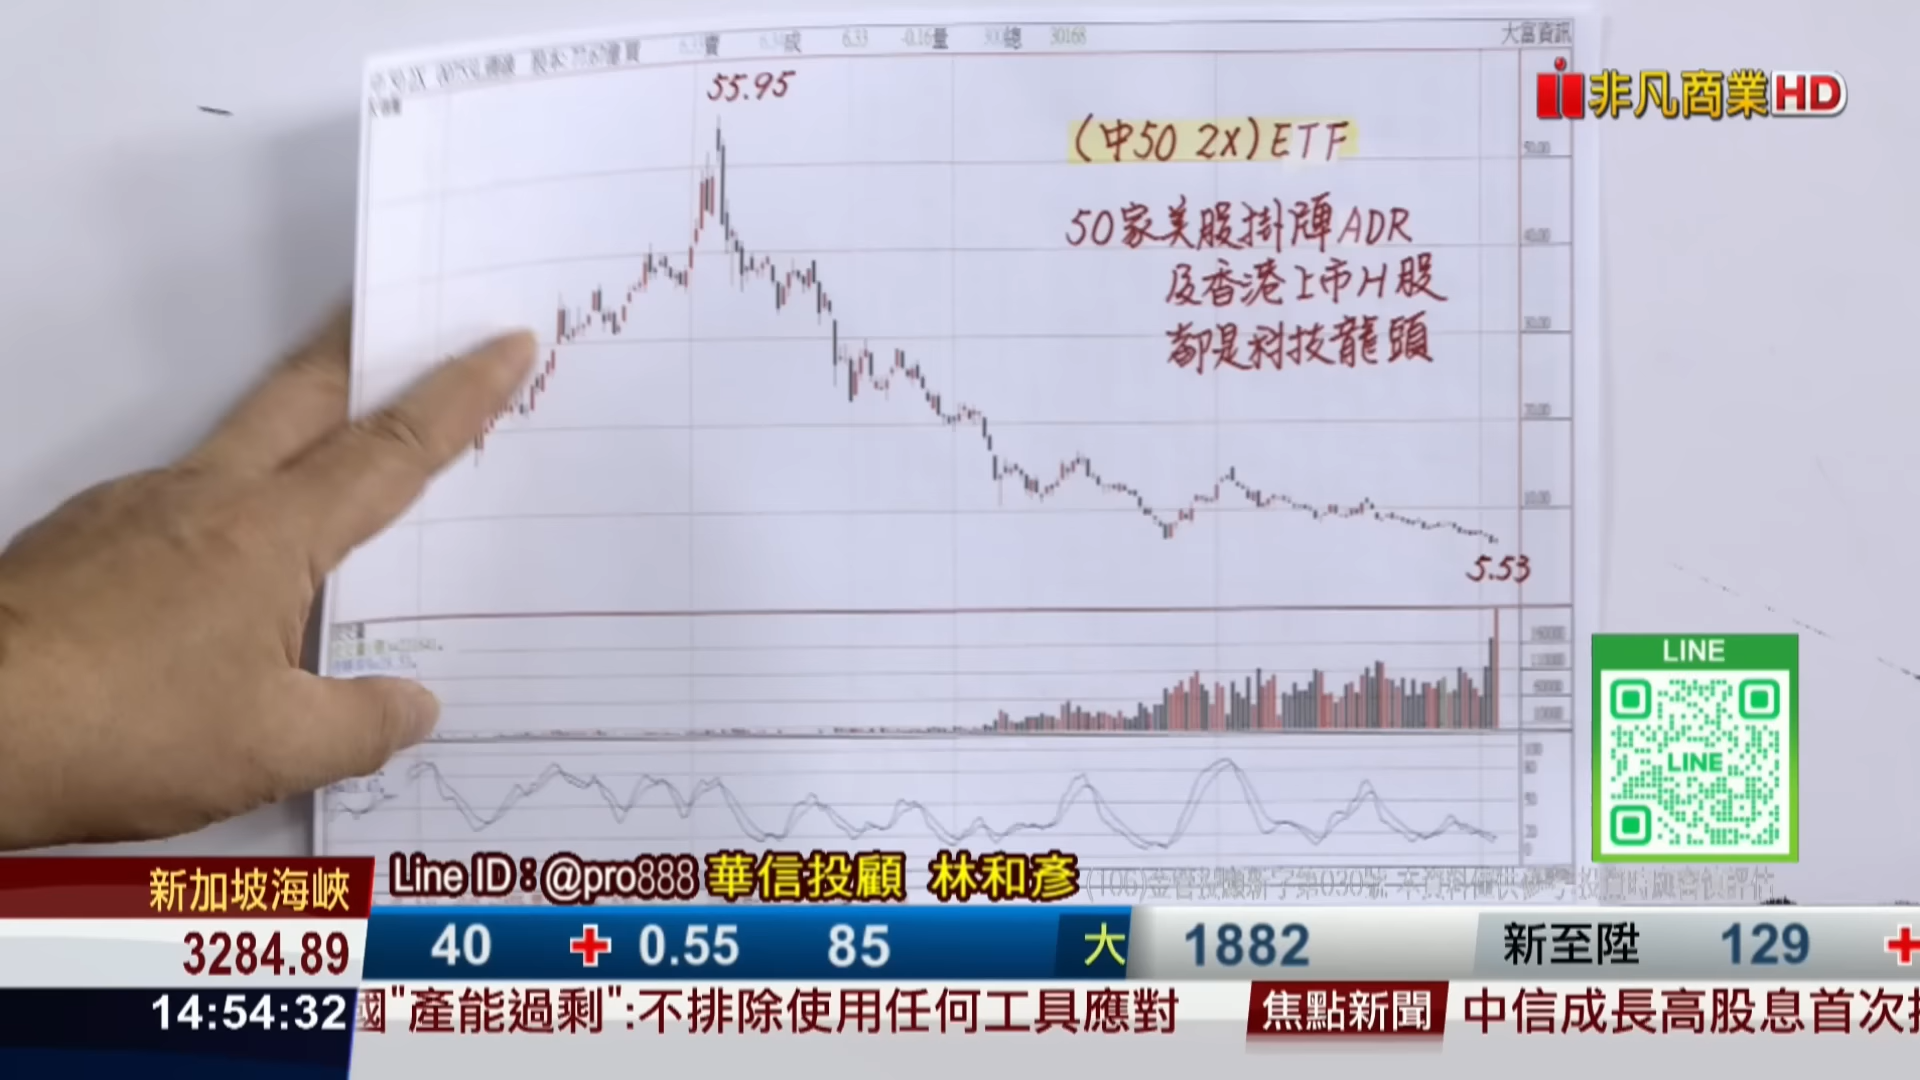 大富資訊
6.33
30168
55.95
非凡商業HD
(中50 2X) ETF
50家美股掛牌ADR
及香港上市H股
都是科技龍頭
5.53
LINE
LINE
Line ID：@pro888 華信投顧 林和彥
新加坡海峽
3284.89
14:54:32
40 0.55 85 大 1882 新至陞 129
國"產能過剩":不排除使用任何工具應對 焦點新聞 中信成長高股息首次